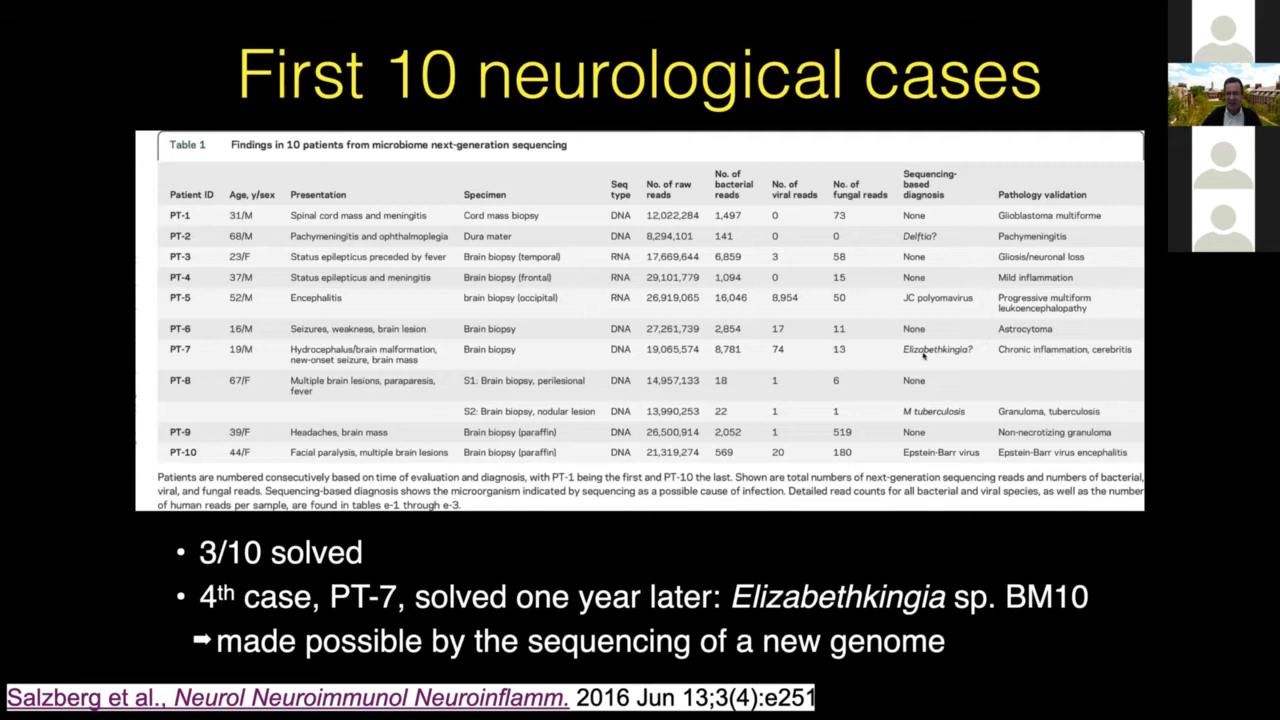 First 10 neurological cases
Table 1 Findings in 10 patients from microbiome next-generation sequencing
Patient ID Age, y/sex Presentation Specimen Seq type No. of raw reads No. of bacterial reads No. of viral reads No. of fungal reads Sequencing-based diagnosis Pathology validation
PT-1 31/M Spinal cord mass and meningitis Cord mass biopsy DNA 12,022,284 1,497 0 73 None Glioblastoma multiforme
PT-2 68/M Pachymeningitis and ophthalmoplegia Dura mater DNA 8,294,101 141 0 0 Delftia? Pachymeningitis
PT-3 23/F Status epilepticus preceded by fever Brain biopsy (temporal) RNA 17,669,644 6,859 3 58 None Gliosis/neuronal loss
PT-4 37/M Status epilepticus and meningitis Brain biopsy (frontal) RNA 29,101,779 1,094 0 15 None Mild inflammation
PT-5 52/M Encephalitis brain biopsy (occipital) RNA 26,919,065 16,046 8,954 50 JC polyomavirus Progressive multiform leukoencephalopathy
PT-6 16/M Seizures, weakness, brain lesion Brain biopsy DNA 27,261,739 2,854 17 11 None Astrocytoma
PT-7 19/M Hydrocephalus/brain malformation, new-onset seizure, brain mass Brain biopsy DNA 19,065,574 8,781 74 13 Elizabethkingia? Chronic inflammation, cerebritis
PT-8 67/F Multiple brain lesions, paraparesis, fever S1: Brain biopsy, perilesional DNA 14,957,133 18 1 6 None
S2: Brain biopsy, nodular lesion DNA 13,990,253 22 1 1 M tuberculosis Granuloma, tuberculosis
PT-9 39/F Headaches, brain mass Brain biopsy (paraffin) DNA 26,500,914 2,052 1 519 None Non-necrotizing granuloma
PT-10 44/F Facial paralysis, multiple brain lesions Brain biopsy (paraffin) DNA 21,319,274 569 20 180 Epstein-Barr virus Epstein-Barr virus encephalitis
Patients are numbered consecutively based on time of evaluation and diagnosis, with PT-1 being the first and PT-10 the last. Shown are total numbers of next-generation sequencing reads and numbers of bacterial,
viral, and fungal reads. Sequencing-based diagnosis shows the microorganism indicated by sequencing as a possible cause of infection. Detailed read counts for all bacterial and viral species, as well as the number
of human reads per sample, are found in tables e-1 through e-3.
• 3/10 solved
• 4th case, PT-7, solved one year later: Elizabethkingia sp. BM10
➡ made possible by the sequencing of a new genome
Salzberg et al., Neurol Neuroimmunol Neuroinflamm. 2016 Jun 13;3(4):e251